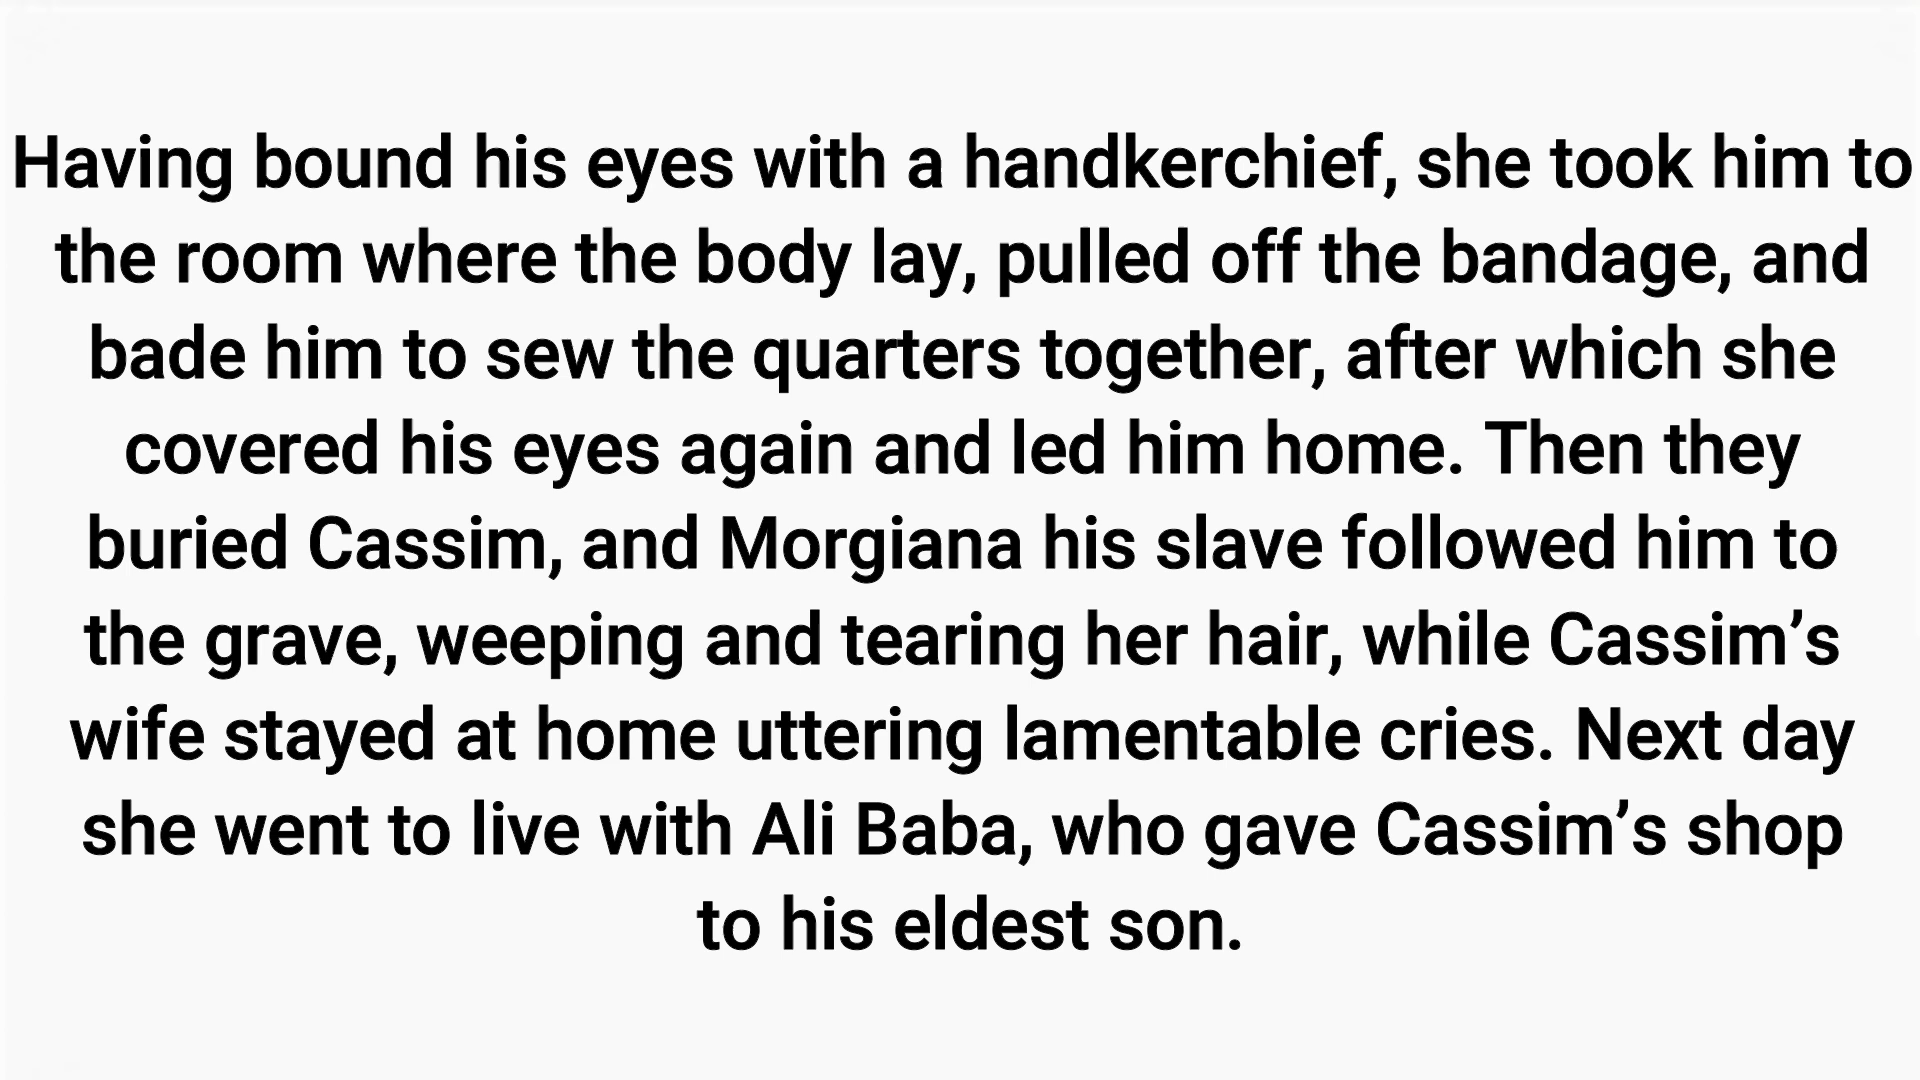 Having bound his eyes with a handkerchief, she took him to
the room where the body lay, pulled off the bandage, and
bade him to sew the quarters together, after which she
covered his eyes again and led him home. Then they
buried Cassim, and Morgiana his slave followed him to
the grave, weeping and tearing her hair, while Cassim’s
wife stayed at home uttering lamentable cries. Next day
she went to live with Ali Baba, who gave Cassim’s shop
to his eldest son.